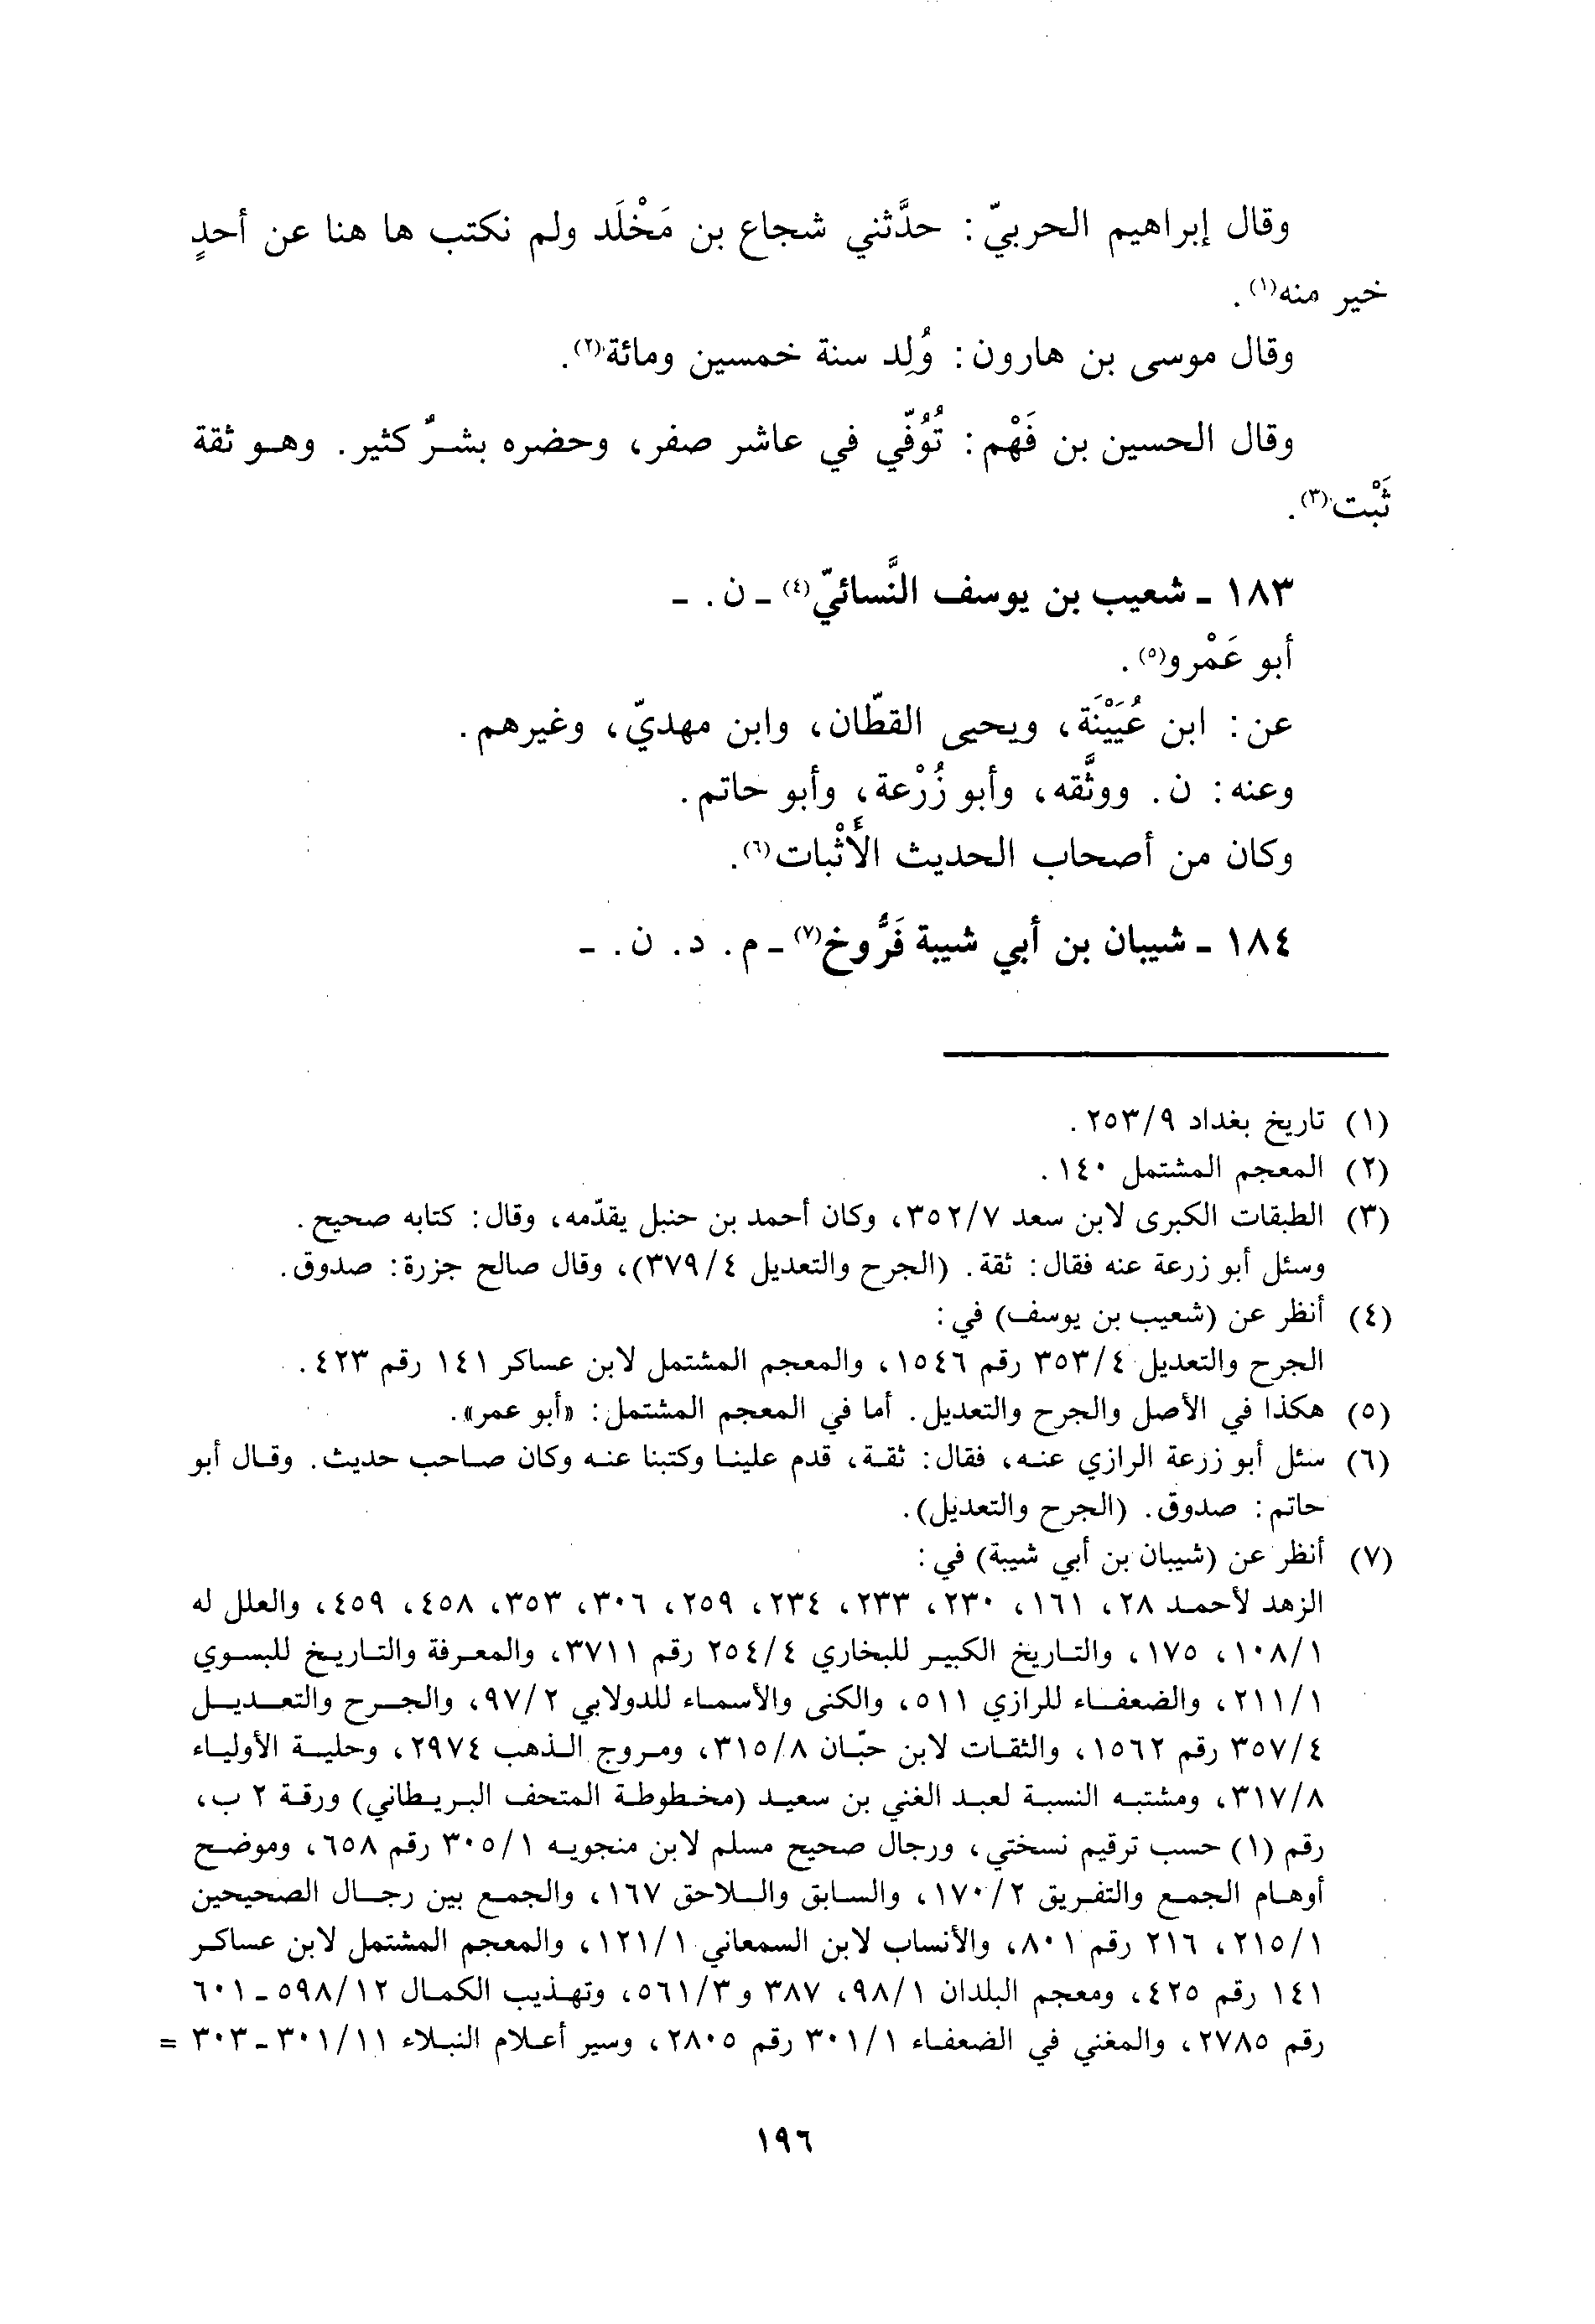 وقال إبراهيم الحربيّ: حدَّثني شجاع بن مَخْلَد ولم نكتب ها هنا عن أحدٍ
خير منه(١).
وقال موسى بن هارون: وُلِد سنة خمسين ومائة(٢).
وقال الحسين بن فَهْم: تُوُفّي في عاشر صفر، وحضره بشرٌ كثير. وهو ثقة
ثَبْت(٣).
١٨٣ ـ شعيب بن يوسف النَّسائيّ(٤) ـ ن. ـ
أبو عَمْرو(٥).
عن: ابن عُيَيْنَة، ويحيى القطّان، وابن مهديّ، وغيرهم.
وعنه: ن. ووثَّقه، وأبو زُرْعة، وأبو حاتم.
وكان من أصحاب الحديث الأَثْبات(٦).
١٨٤ ـ شيبان بن أبي شيبة فَرُّوخ(٧) ـ م. د. ن. ـ
(١) تاريخ بغداد ٢٥٣/٩.
(٢) المعجم المشتمل ١٤٠.
(٣) الطبقات الكبرى لابن سعد ٣٥٢/٧، وكان أحمد بن حنبل يقدّمه، وقال: كتابه صحيح.
وسئل أبو زرعة عنه فقال: ثقة. (الجرح والتعديل ٣٧٩/٤)، وقال صالح جزرة: صدوق.
(٤) أنظر عن (شعيب بن يوسف) في:
الجرح والتعديل ٣٥٣/٤ رقم ١٥٤٦، والمعجم المشتمل لابن عساكر ١٤١ رقم ٤٢٣.
(٥) هكذا في الأصل والجرح والتعديل. أما في المعجم المشتمل: «أبو عمر».
(٦) سئل أبو زرعة الرازي عنه، فقال: ثقة، قدم علينا وكتبنا عنه وكان صاحب حديث. وقال أبو
حاتم: صدوق. (الجرح والتعديل).
(٧) أنظر عن (شيبان بن أبي شيبة) في:
الزهد لأحمد ٢٨، ١٦١، ٢٣٠، ٢٣٣، ٢٣٤، ٢٥٩، ٣٠٦، ٣٥٣، ٤٥٨، ٤٥٩، والعلل له
١٠٨/١، ١٧٥، والتاريخ الكبير للبخاري ٢٥٤/٤ رقم ٣٧١١، والمعرفة والتاريخ للبسوي
٢١١/١، والضعفاء للرازي ٥١١، والكنى والأسماء للدولابي ٩٧/٢، والجرح والتعديل
٣٥٧/٤ رقم ١٥٦٢، والثقات لابن حبّان ٣١٥/٨، ومروج الذهب ٢٩٧٤، وحلية الأولياء
٣١٧/٨، ومشتبه النسبة لعبد الغني بن سعيد (مخطوطة المتحف البريطاني) ورقة ٢ ب،
رقم (١) حسب ترقيم نسختي، ورجال صحيح مسلم لابن منجويه ٣٠٥/١ رقم ٦٥٨، وموضح
أوهام الجمع والتفريق ١٧٠/٢، والسابق واللاحق ١٦٧، والجمع بين رجال الصحيحين
٢١٥/١، ٢١٦ رقم ٨٠١، والأنساب لابن السمعاني ١٢١/١، والمعجم المشتمل لابن عساكر
١٤١ رقم ٤٢٥، ومعجم البلدان ٩٨/١، ٣٨٧ و٥٦١/٣، وتهذيب الكمال ٥٩٨/١٢ ـ ٦٠١
رقم ٢٧٨٥، والمغني في الضعفاء ٣٠١/١ رقم ٢٨٠٥، وسير أعلام النبلاء ٣٠١/١١ ـ ٣٠٣ =
١٩٦